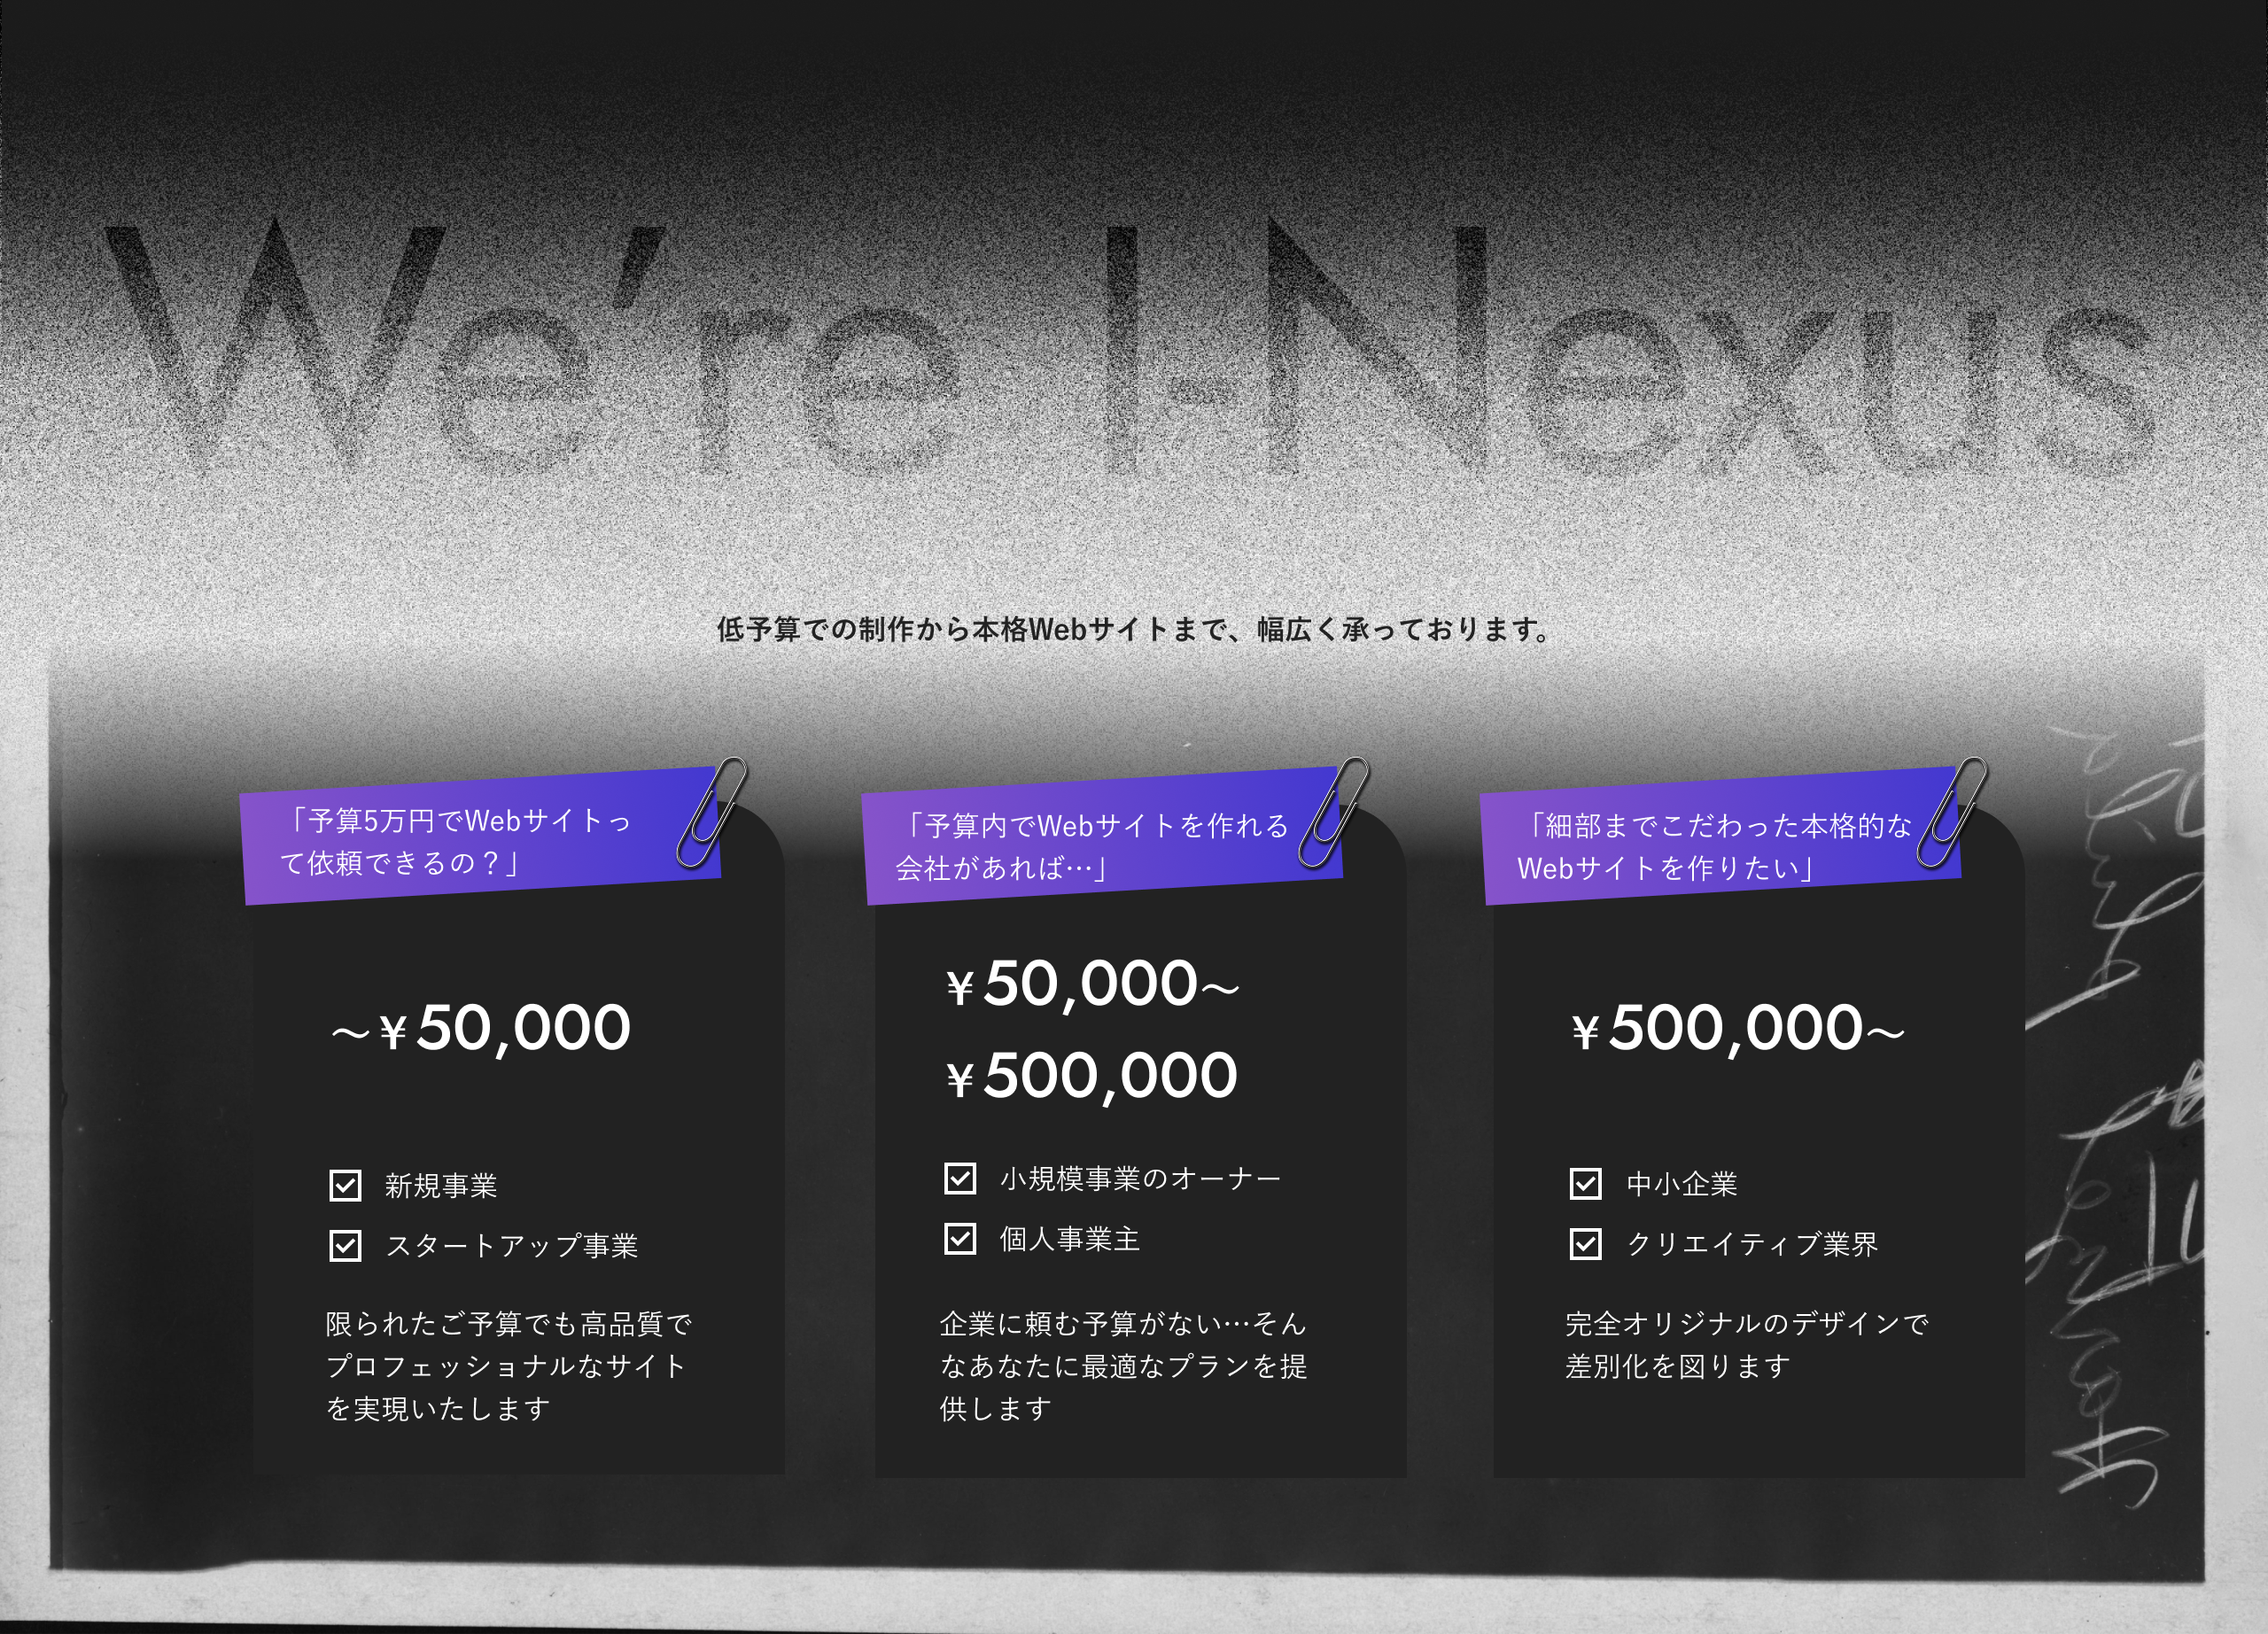 We're I-Nexus
低予算での制作から本格Webサイトまで、幅広く承っております。
「予算5万円でWebサイトっ
て依頼できるの？」
～¥50,000
新規事業
スタートアップ事業
限られたご予算でも高品質で
プロフェッショナルなサイト
を実現いたします
「予算内でWebサイトを作れる
会社があれば…」
¥50,000～
¥500,000
小規模事業のオーナー
個人事業主
企業に頼む予算がない…そん
なあなたに最適なプランを提
供します
「細部までこだわった本格的な
Webサイトを作りたい」
¥500,000～
中小企業
クリエイティブ業界
完全オリジナルのデザインで
差別化を図ります